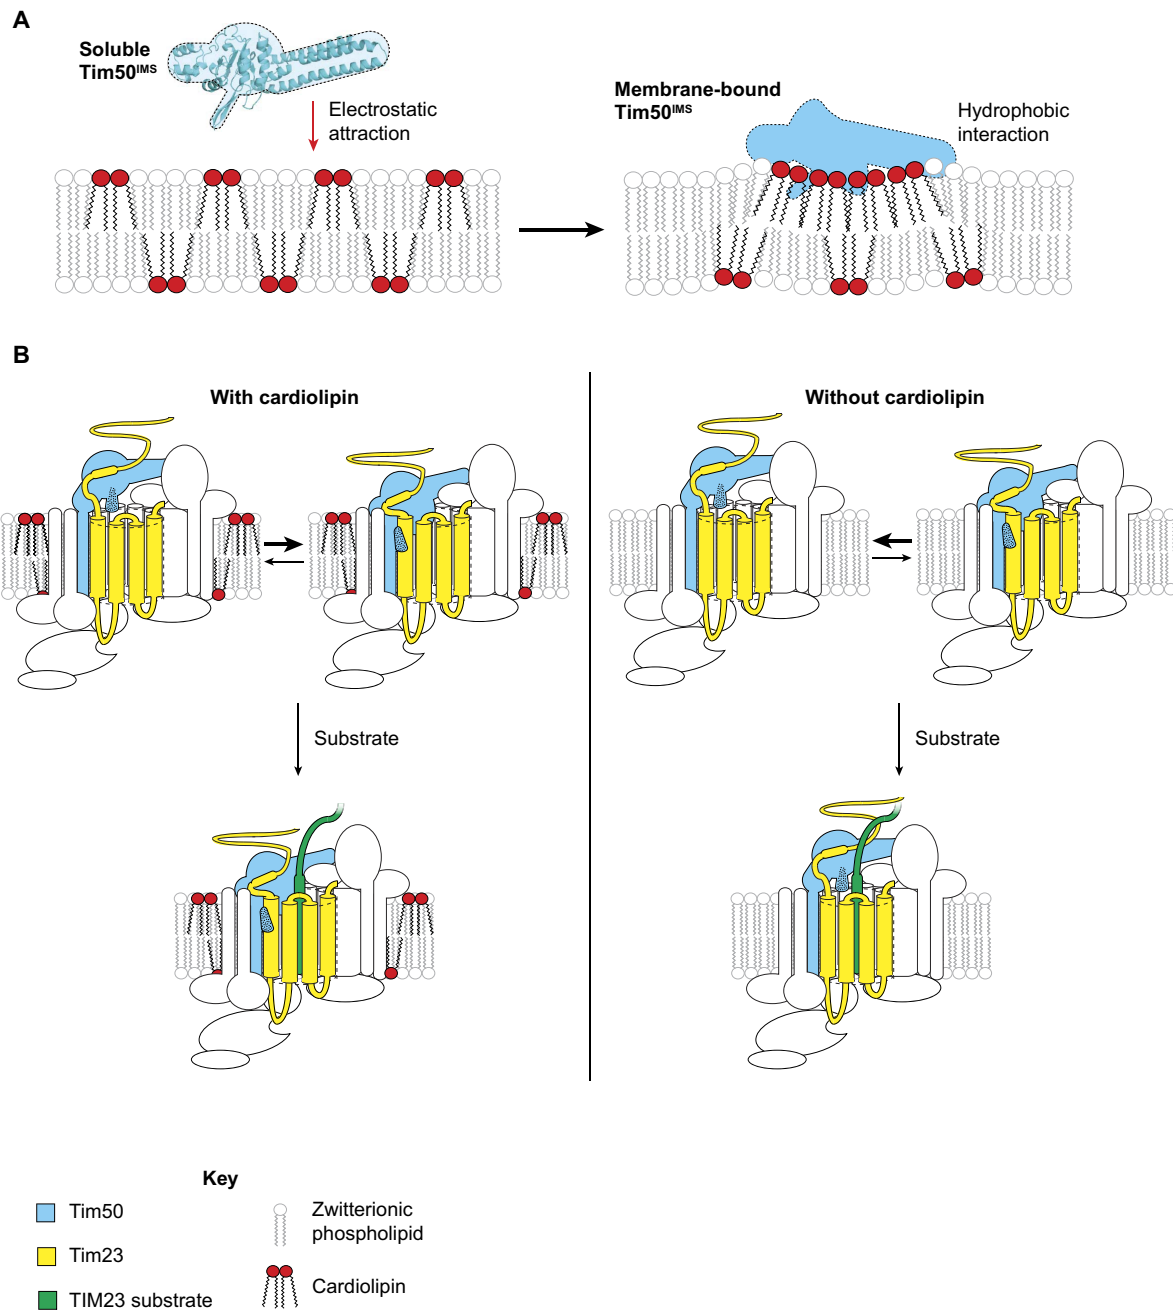 A
Soluble
Tim50IMS
Electrostatic
attraction
Membrane-bound
Tim50IMS
Hydrophobic
interaction
B
With cardiolipin
Without cardiolipin
Substrate
Substrate
Key
Tim50
Tim23
TIM23 substrate
Zwitterionic
phospholipid
Cardiolipin